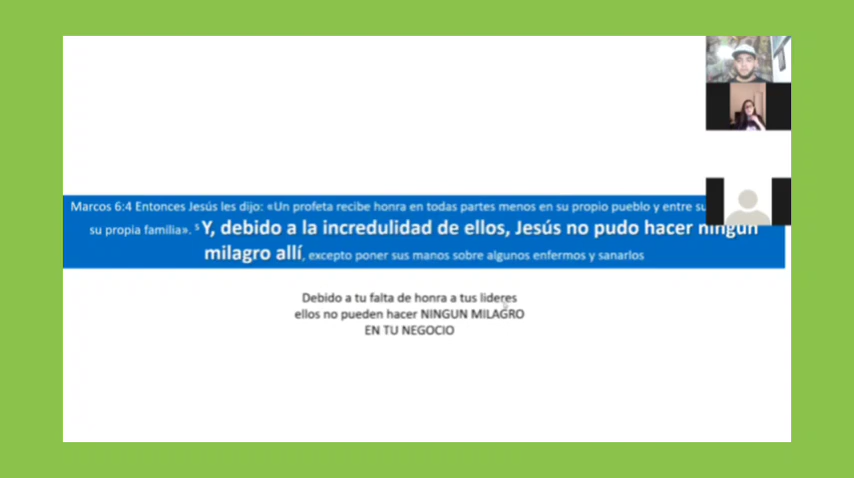 Marcos 6:4 Entonces Jesús les dijo: «Un profeta recibe honra en todas partes menos en su propio pueblo y entre
su propia familia». 5 Y, debido a la incredulidad de ellos, Jesús no pudo hacer ningún
milagro allí, excepto poner sus manos sobre algunos enfermos y sanarlos
Debido a tu falta de honra a tus lideres
ellos no pueden hacer NINGUN MILAGRO
EN TU NEGOCIO